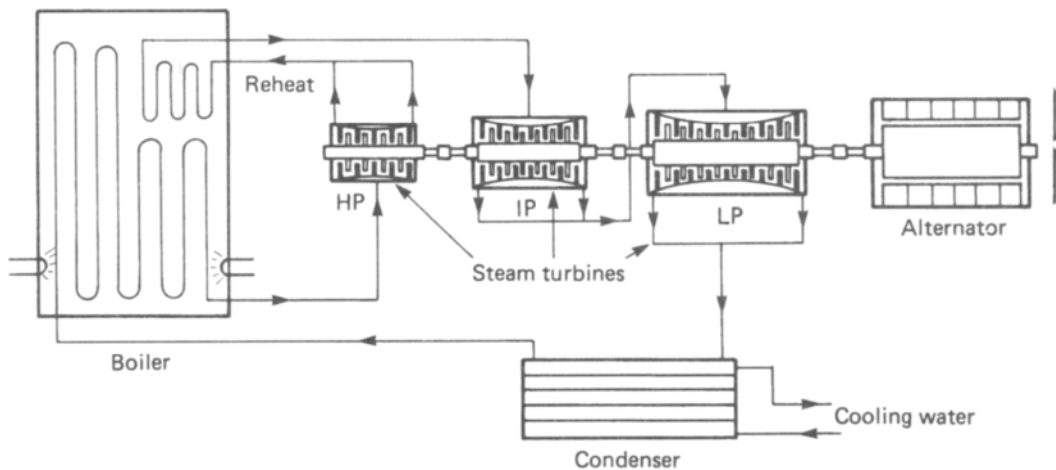 Reheat
HP
IP
LP
Alternator
Steam turbines
Boiler
Cooling water
Condenser